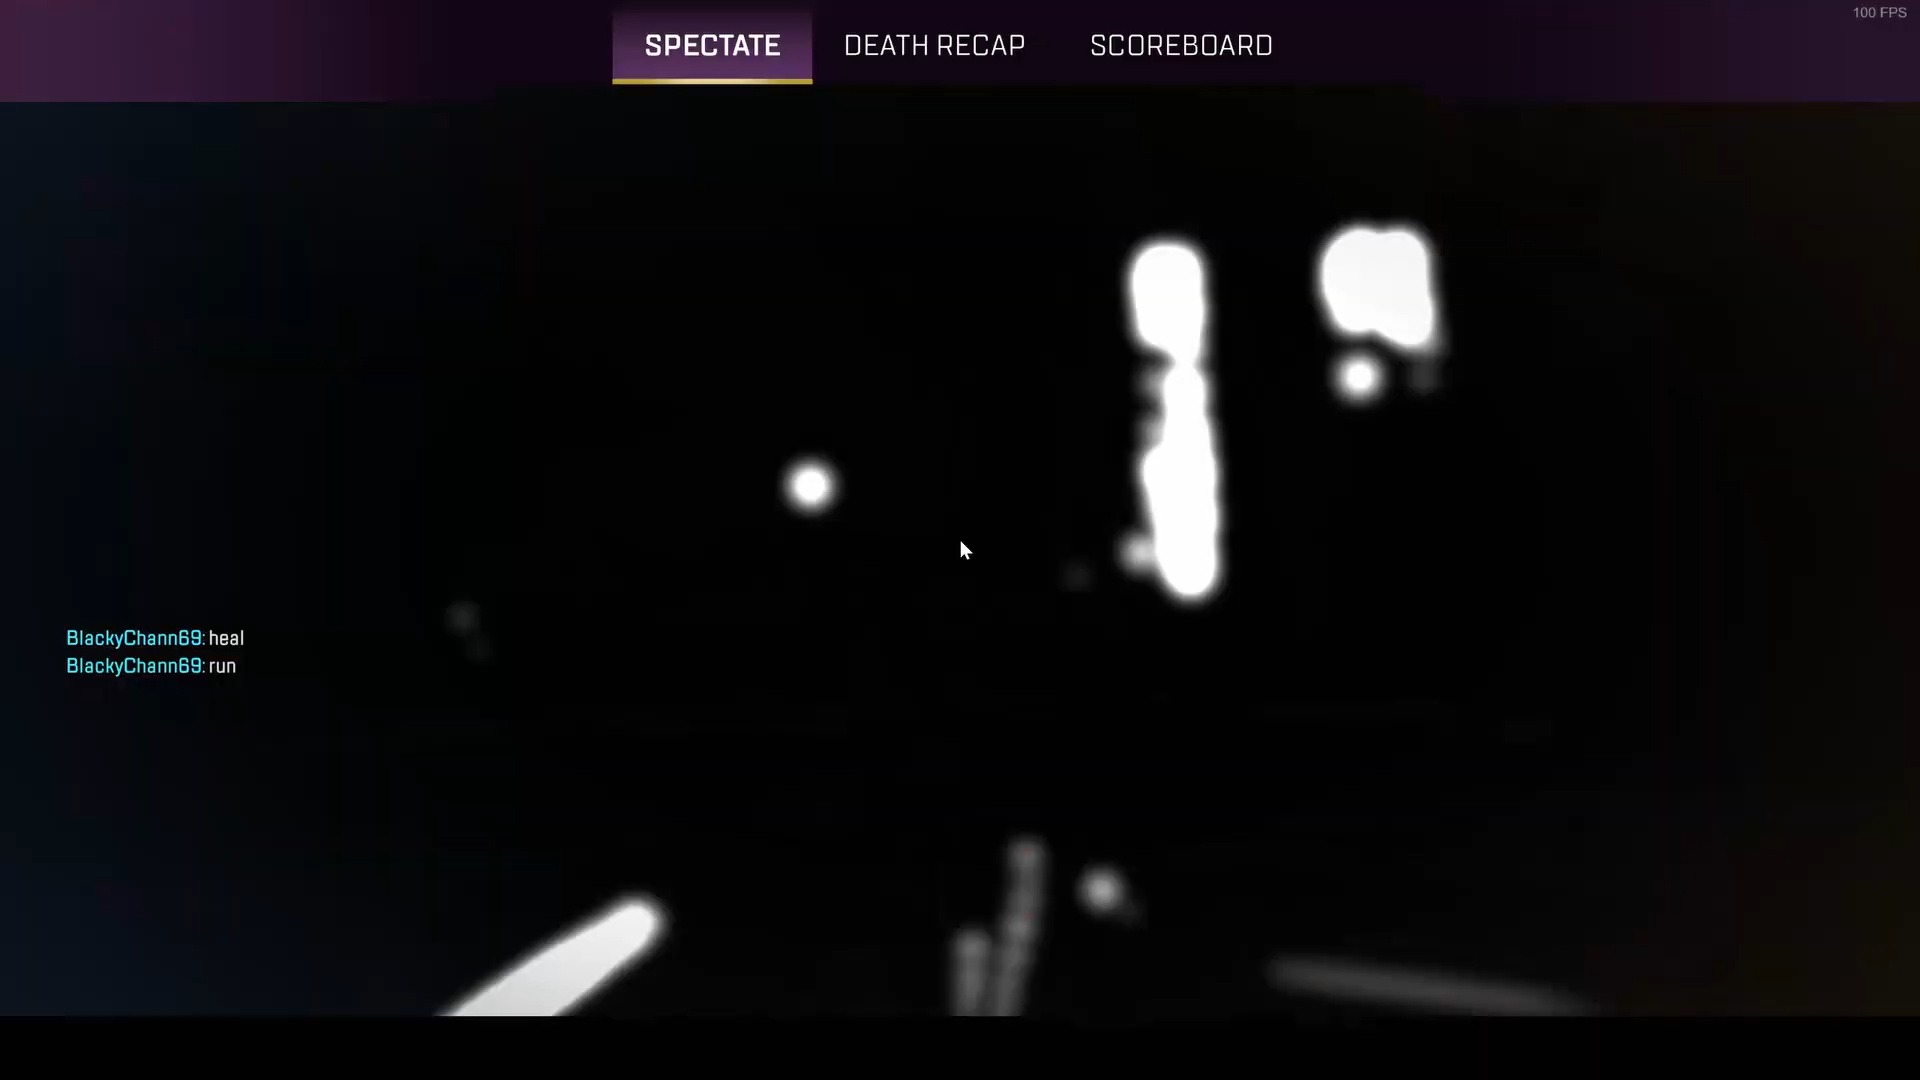 100 FPS
SPECTATE DEATH RECAP SCOREBOARD
BlackyChann69: heal
BlackyChann69: run